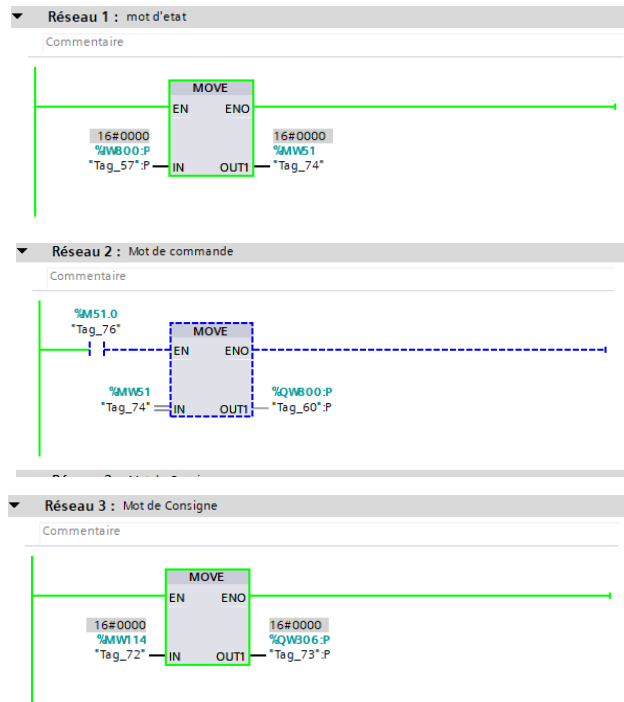 Réseau 1 : mot d'etat
Commentaire
MOVE
EN ENO
16#0000 16#0000
%IW800:P %MW51
"Tag_57":P IN OUT1 "Tag_74"
Réseau 2 : Mot de commande
Commentaire
%M51.0
"Tag_76"
MOVE
EN ENO
%MW51 %QW800:P
"Tag_74" IN OUT1 "Tag_60":P
Réseau 3 : Mot de Consigne
Commentaire
MOVE
EN ENO
16#0000 16#0000
%MW114 %QW306:P
"Tag_72" IN OUT1 "Tag_73":P